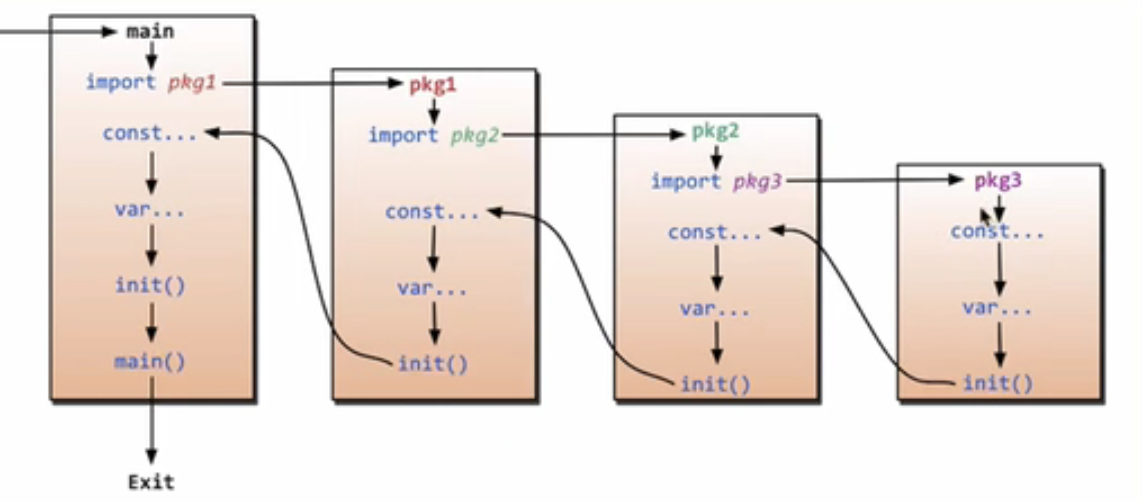 main
import pkg1
const...
var...
init()
main()
Exit
pkg1
import pkg2
const...
var...
init()
pkg2
import pkg3
const...
var...
init()
pkg3
const...
var...
init()